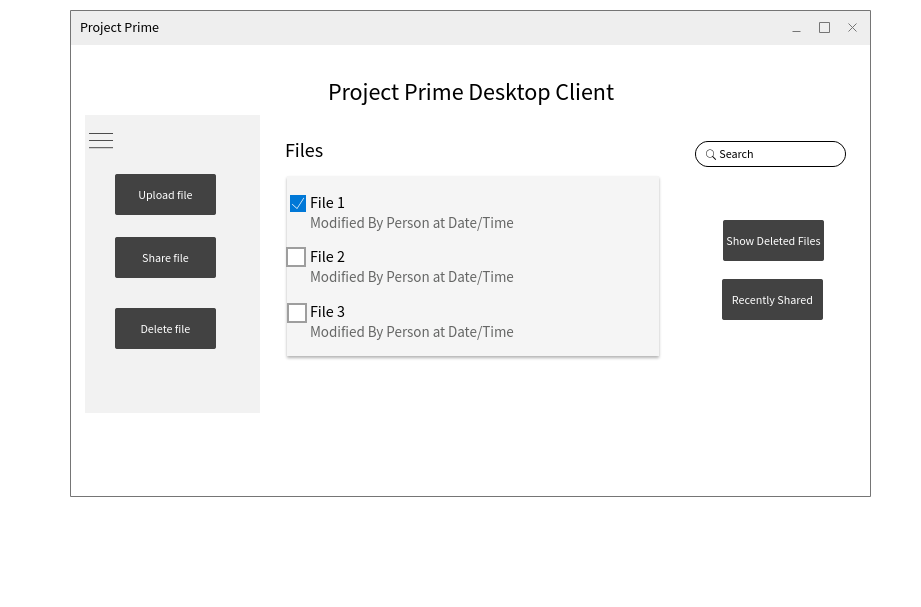 Project Prime
Project Prime Desktop Client
Upload file
Share file
Delete file
Files
File 1
Modified By Person at Date/Time
File 2
Modified By Person at Date/Time
File 3
Modified By Person at Date/Time
Search
Show Deleted Files
Recently Shared